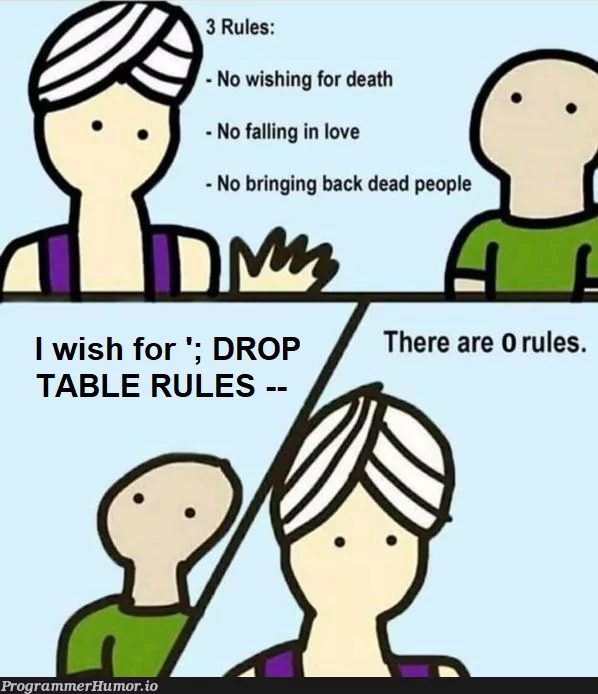 3 Rules:
- No wishing for death
- No falling in love
- No bringing back dead people
I wish for '; DROP
TABLE RULES --
There are 0 rules.
ProgrammerHumor.io